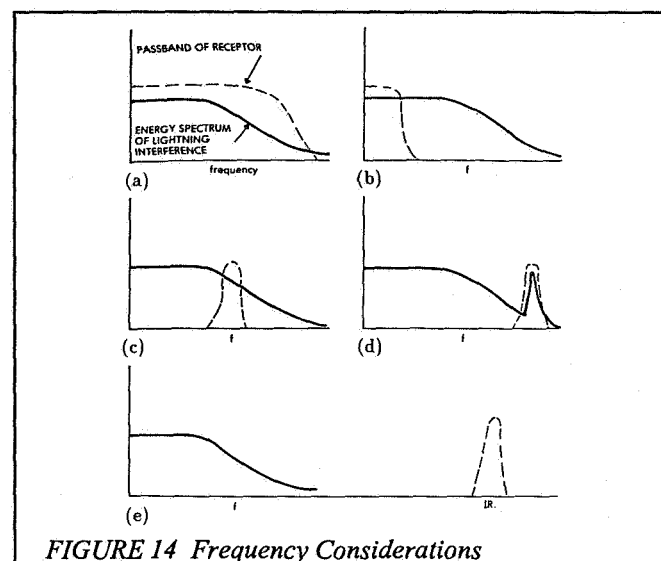 PASSBAND OF RECEPTOR
ENERGY SPECTRUM
OF LIGHTNING
INTERFERENCE
(a)
frequency
(b)
f
(c)
f
(d)
f
(e)
f
I.R.
FIGURE 14 Frequency Considerations